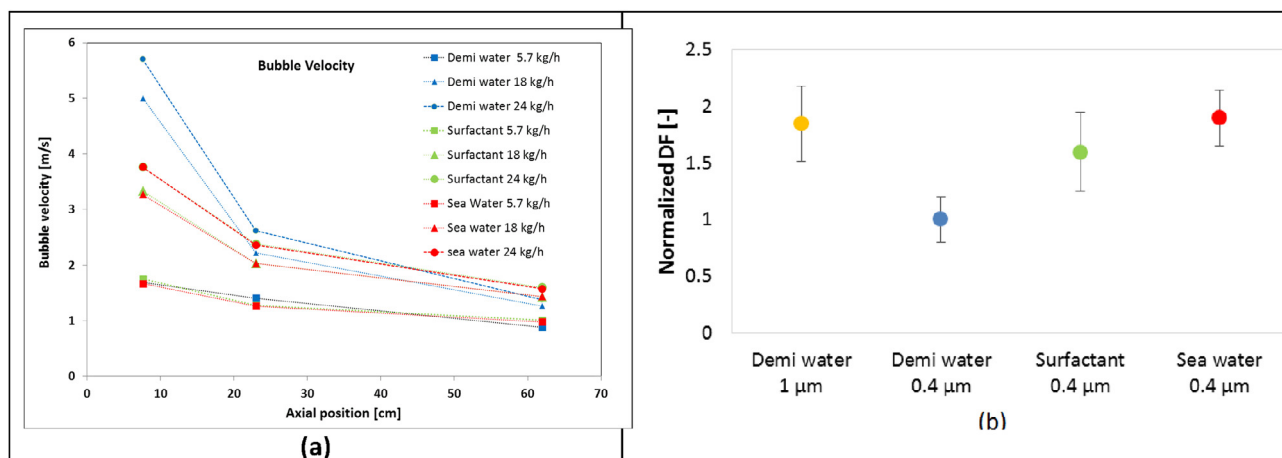 Bubble Velocity
Bubble velocity [m/s]
6
5
4
3
2
1
0
0 10 20 30 40 50 60 70
Axial position [cm]
Demi water 5.7 kg/h
Demi water 18 kg/h
Demi water 24 kg/h
Surfactant 5.7 kg/h
Surfactant 18 kg/h
Surfactant 24 kg/h
Sea Water 5.7 kg/h
Sea water 18 kg/h
sea water 24 kg/h
(a)
Normalized DF [-]
2.5
2
1.5
1
0.5
0
Demi water Demi water Surfactant Sea water
1 µm 0.4 µm 0.4 µm 0.4 µm
(b)